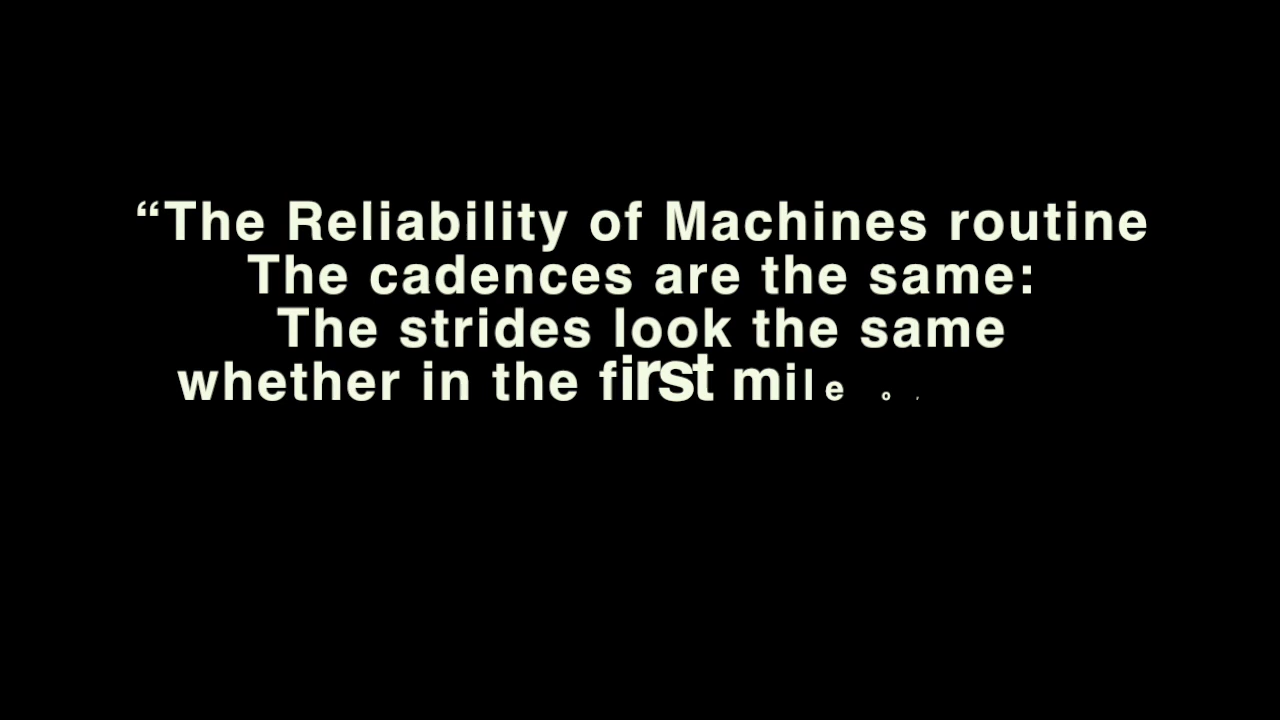 “The Reliability of Machines routine
The cadences are the same:
The strides look the same
whether in the first mile